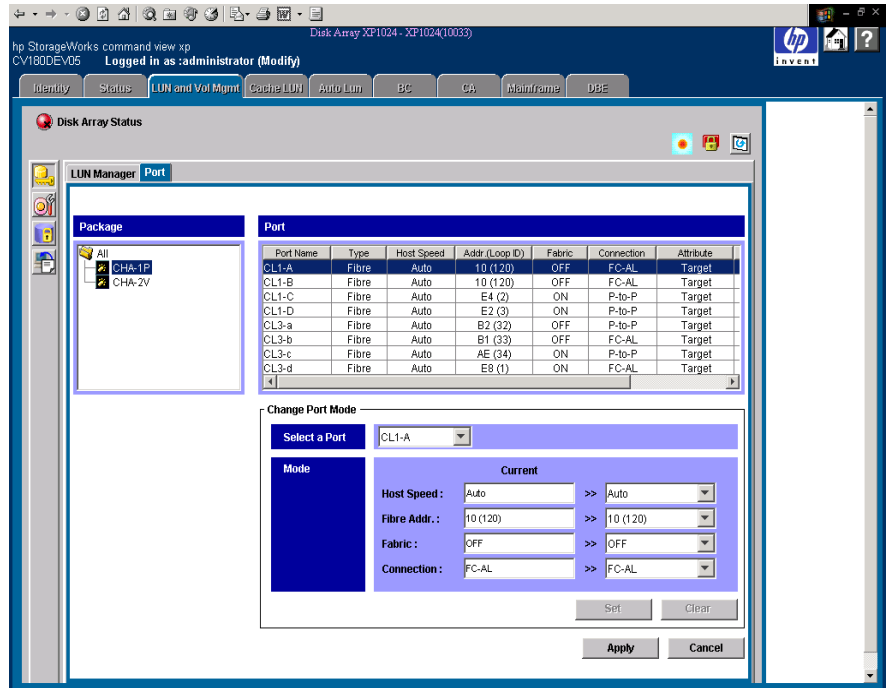 Disk Array XP1024 - XP1024(10033)
hp StorageWorks command view xp
CV180DEV05 Logged in as :administrator (Modify)
hp
invent
?
Identity Status LUN and Vol Mgmt Cache LUN Auto Lun BC CA Mainframe DBE
Disk Array Status
LUN Manager Port
Package
All
CHA-1P
CHA-2V
Port
Port Name Type Host Speed Addr.(Loop ID) Fabric Connection Attribute
CL1-A Fibre Auto 10 (120) OFF FC-AL Target
CL1-B Fibre Auto 10 (120) OFF FC-AL Target
CL1-C Fibre Auto E4 (2) ON P-to-P Target
CL1-D Fibre Auto E2 (3) ON P-to-P Target
CL3-a Fibre Auto B2 (32) OFF P-to-P Target
CL3-b Fibre Auto B1 (33) OFF FC-AL Target
CL3-c Fibre Auto AE (34) ON P-to-P Target
CL3-d Fibre Auto E8 (1) ON FC-AL Target
Change Port Mode
Select a Port CL1-A
Mode Current
Host Speed : Auto >> Auto
Fibre Addr. : 10 (120) >> 10 (120)
Fabric : OFF >> OFF
Connection : FC-AL >> FC-AL
Set Clear
Apply Cancel